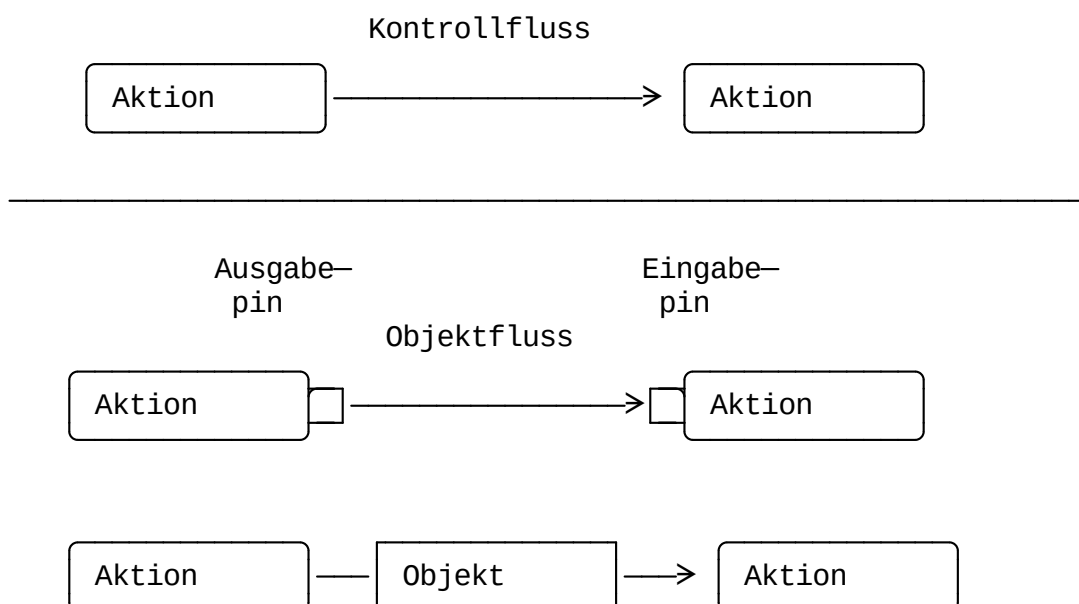 Kontrollfluss
Aktion Aktion
Ausgabe— Eingabe—
pin pin
Objektfluss
Aktion Aktion
Aktion Objekt Aktion